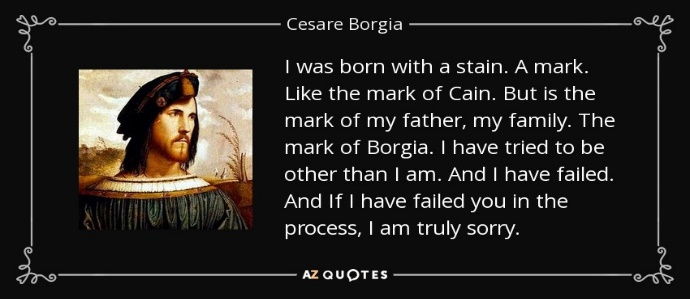 Cesare Borgia
I was born with a stain. A mark.
Like the mark of Cain. But is the
mark of my father, my family. The
mark of Borgia. I have tried to be
other than I am. And I have failed.
And If I have failed you in the
process, I am truly sorry.
AZ QUOTES